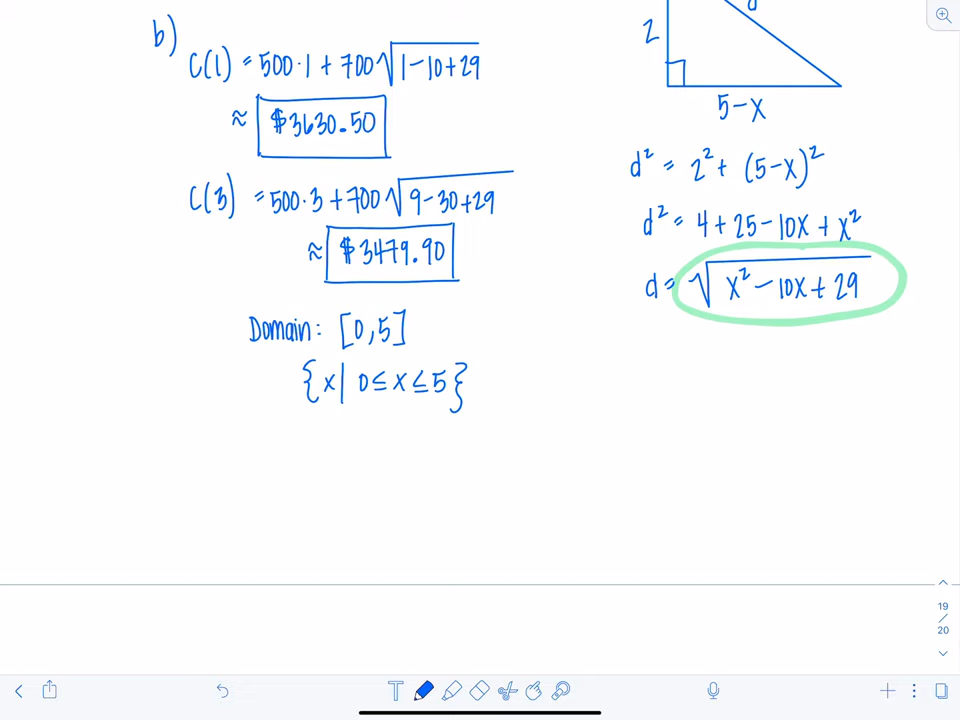 b)
C(1) = 500·1 + 700√(1−10+29)
≈ $3630.50
C(3) = 500·3 + 700√(9−30+29)
≈ $3479.90
Domain: [0,5]
{x| 0≤x≤5}
2
d
5−x
d² = 2² + (5−x)²
d² = 4+25−10x+x²
d = √(x²−10x+29)
19
/
20
T